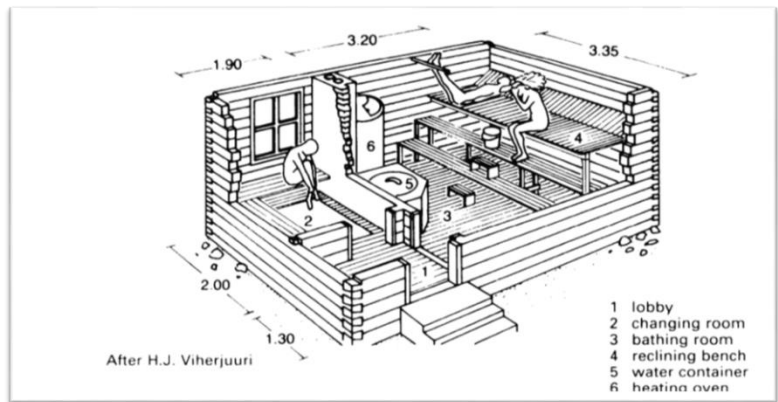 3.20
3.35
1.90
4
6
5
2
3
1
2.00
1.30
After H.J. Viherjuuri
1 lobby
2 changing room
3 bathing room
4 reclining bench
5 water container
6 heating oven